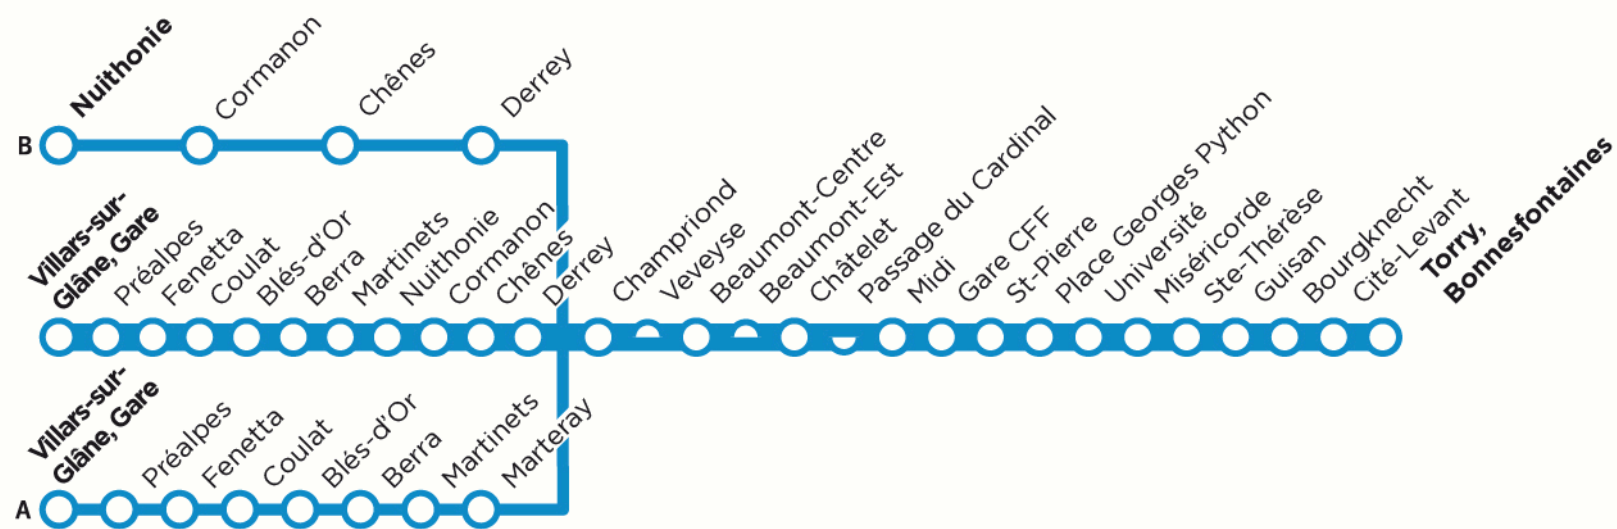 Nuithonie
Cormanon
Chênes
Derrey
B
Villars-sur-
Glâne, Gare
Préalpes
Fenetta
Coulat
Blés-d'Or
Berra
Martinets
Nuithonie
Cormanon
Chênes
Derrey
Champriond
Veveyse
Beaumont-Centre
Beaumont-Est
Châtelet
Passage du Cardinal
Midi
Gare CFF
St-Pierre
Place Georges Python
Université
Miséricorde
Ste-Thérèse
Guisan
Bourgknecht
Cité-Levant
Torry,
Bonnesfontaines
Villars-sur-
Glâne, Gare
Préalpes
Fenetta
Coulat
Blés-d'Or
Berra
Martinets
Marteray
A